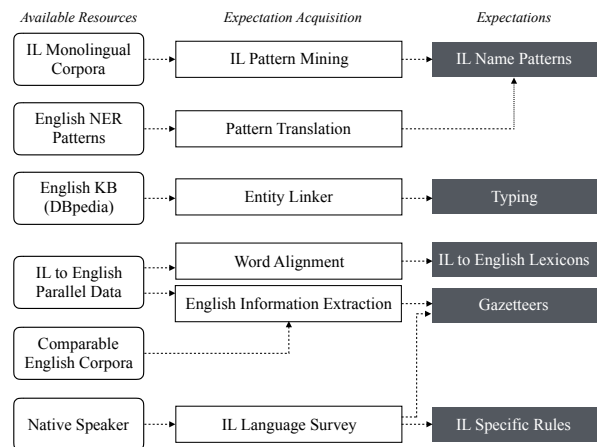 Available Resources
Expectation Acquisition
Expectations
IL Monolingual
Corpora
IL Pattern Mining
IL Name Patterns
English NER
Patterns
Pattern Translation
English KB
(DBpedia)
Entity Linker
Typing
IL to English
Parallel Data
Word Alignment
IL to English Lexicons
English Information Extraction
Gazetteers
Comparable
English Corpora
Native Speaker
IL Language Survey
IL Specific Rules